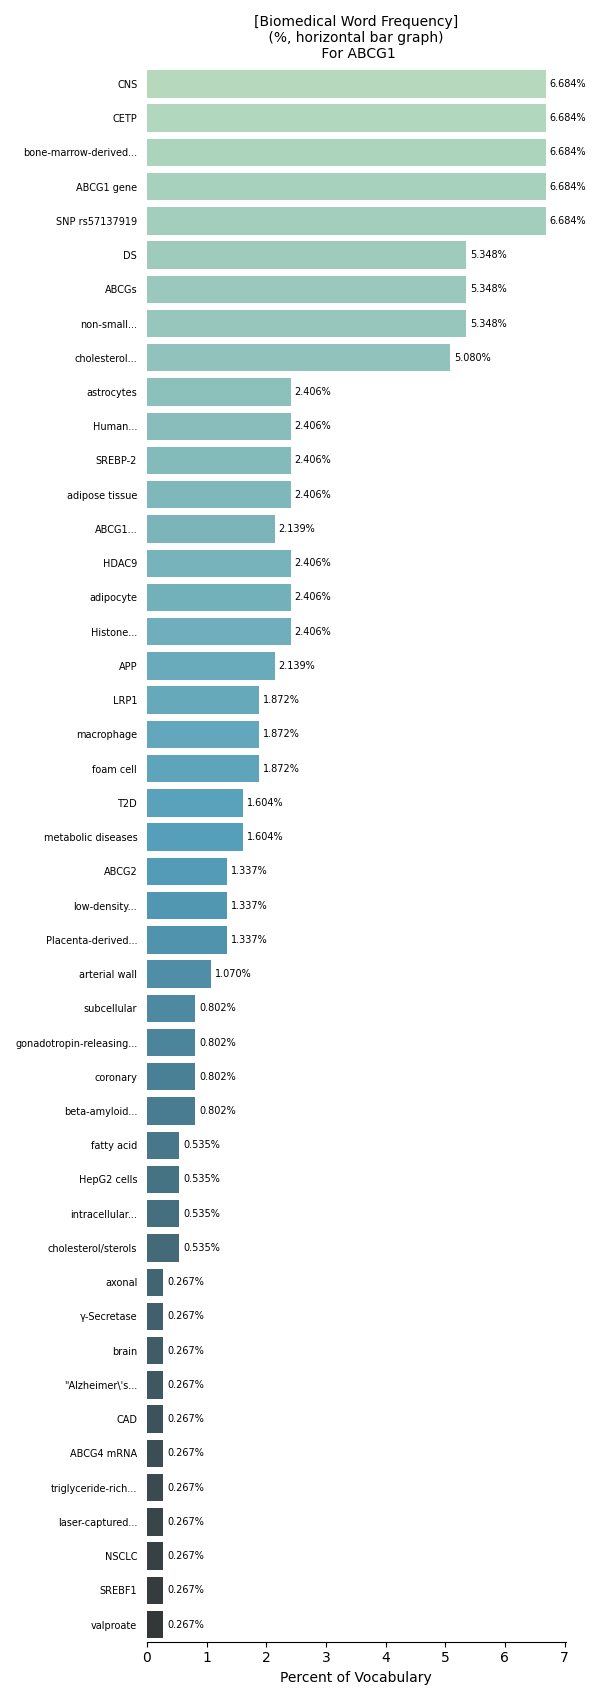 [Biomedical Word Frequency]
(%, horizontal bar graph)
For ABCG1
CNS 6.684%
CETP 6.684%
bone-marrow-derived... 6.684%
ABCG1 gene 6.684%
SNP rs57137919 6.684%
DS 5.348%
ABCGs 5.348%
non-small... 5.348%
cholesterol... 5.080%
astrocytes 2.406%
Human... 2.406%
SREBP-2 2.406%
adipose tissue 2.406%
ABCG1... 2.139%
HDAC9 2.406%
adipocyte 2.406%
Histone... 2.406%
APP 2.139%
LRP1 1.872%
macrophage 1.872%
foam cell 1.872%
T2D 1.604%
metabolic diseases 1.604%
ABCG2 1.337%
low-density... 1.337%
Placenta-derived... 1.337%
arterial wall 1.070%
subcellular 0.802%
gonadotropin-releasing... 0.802%
coronary 0.802%
beta-amyloid... 0.802%
fatty acid 0.535%
HepG2 cells 0.535%
intracellular... 0.535%
cholesterol/sterols 0.535%
axonal 0.267%
γ-Secretase 0.267%
brain 0.267%
"Alzheimer\'s... 0.267%
CAD 0.267%
ABCG4 mRNA 0.267%
triglyceride-rich... 0.267%
laser-captured... 0.267%
NSCLC 0.267%
SREBF1 0.267%
valproate 0.267%
0 1 2 3 4 5 6 7
Percent of Vocabulary